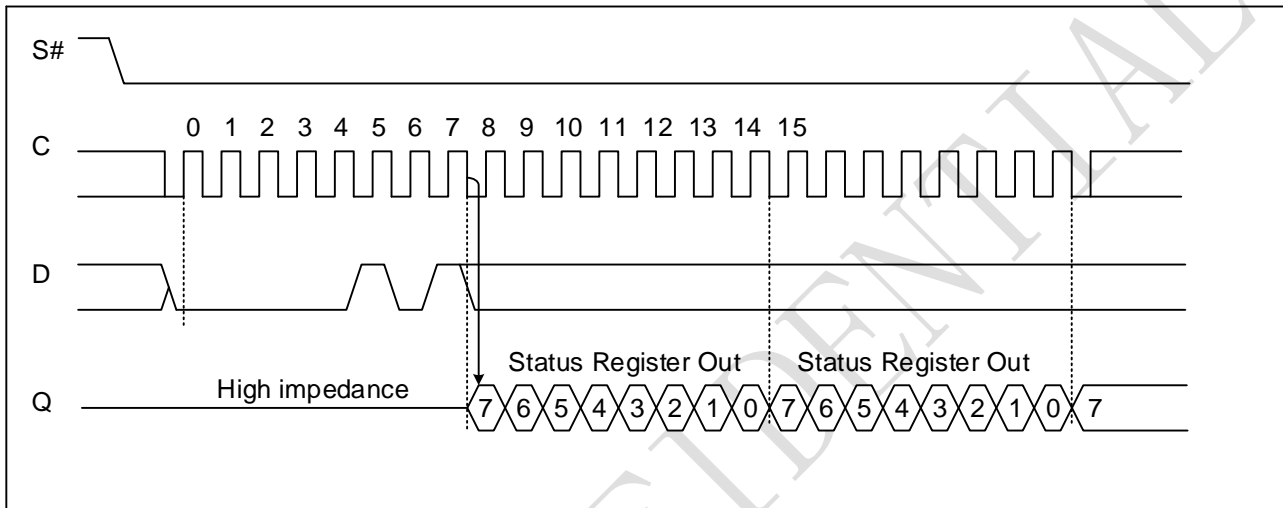 S#
0 1 2 3 4 5 6 7 8 9 10 11 12 13 14 15
C
D
Status Register Out Status Register Out
High impedance
Q
7 6 5 4 3 2 1 0 7 6 5 4 3 2 1 0 7